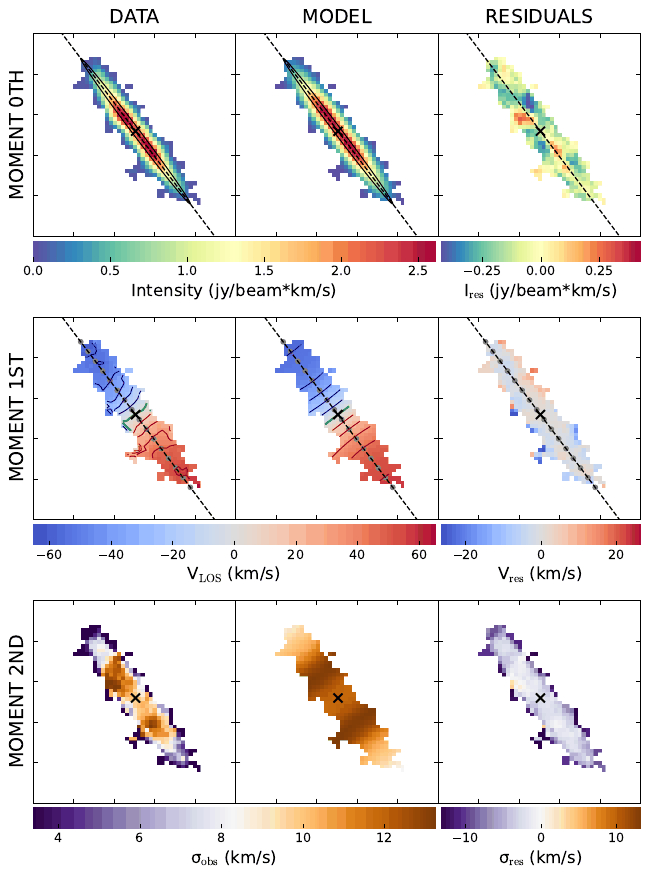 DATA MODEL RESIDUALS
MOMENT 0TH
0.0 0.5 1.0 1.5 2.0 2.5 −0.25 0.00 0.25
Intensity (jy/beam*km/s) I_res (jy/beam*km/s)
MOMENT 1ST
−60 −40 −20 0 20 40 60 −20 0 20
V_LOS (km/s) V_res (km/s)
MOMENT 2ND
4 6 8 10 12 −10 0 10
σ_obs (km/s) σ_res (km/s)